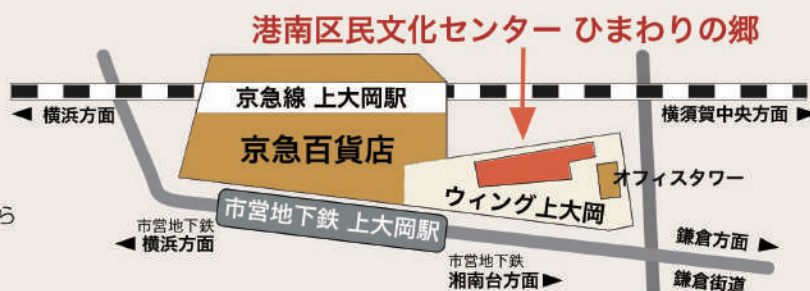 港南区民文化センター ひまわりの郷
京急線 上大岡駅
◀ 横浜方面
横須賀中央方面 ▶
京急百貨店
オフィスタワー
ウィング上大岡
ら
市営地下鉄 上大岡駅
市営地下鉄
◀ 横浜方面
鎌倉方面 ▶
市営地下鉄
湘南台方面 ▶
鎌倉街道